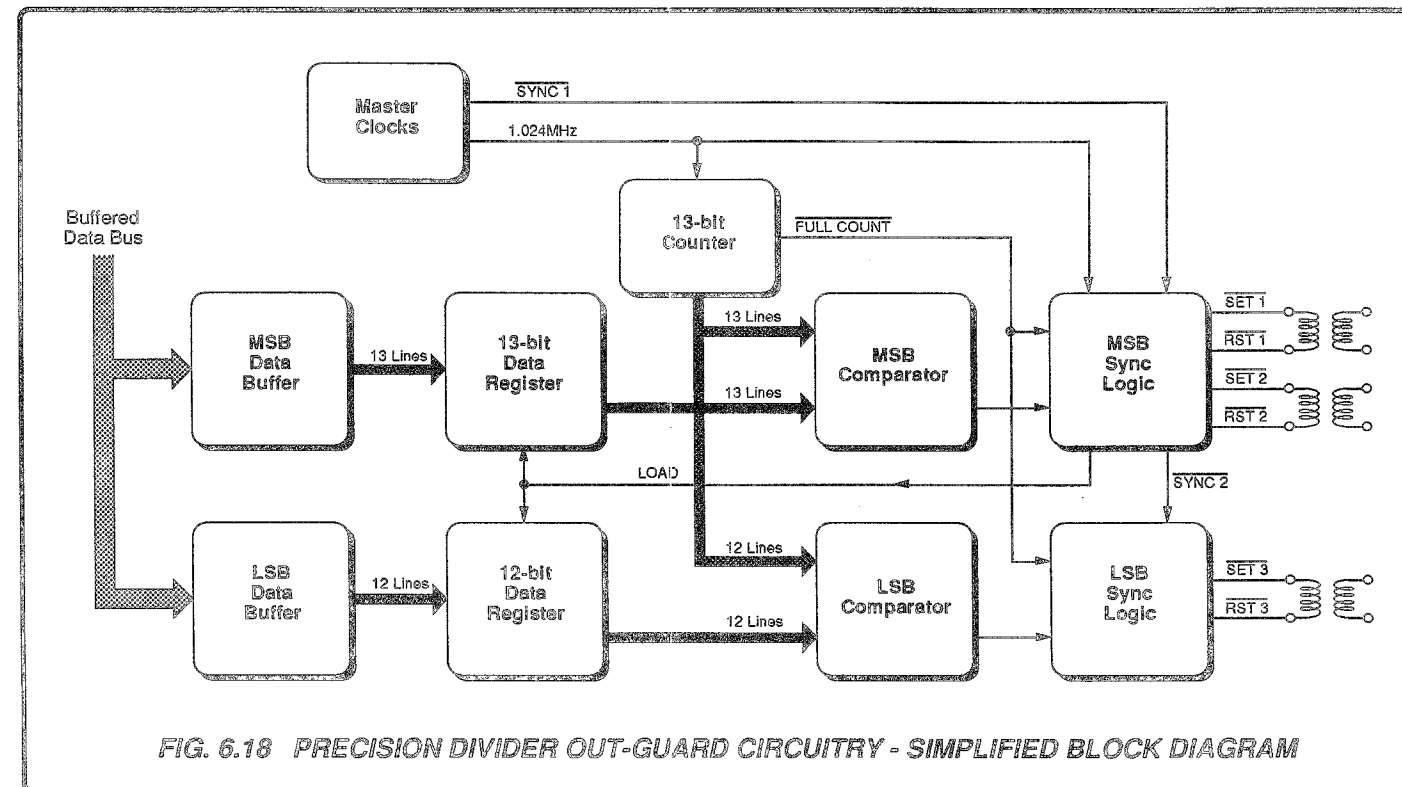 Master
Clocks
SYNC 1
1.024MHz
Buffered
Data Bus
13-bit
Counter
FULL COUNT
MSB
Data
Buffer
13 Lines
13-bit
Data
Register
13 Lines
13 Lines
MSB
Comparator
MSB
Sync
Logic
SET 1
RST 1
SET 2
RST 2
LOAD
SYNC 2
LSB
Data
Buffer
12 Lines
12-bit
Data
Register
12 Lines
12 Lines
LSB
Comparator
LSB
Sync
Logic
SET 3
RST 3
FIG. 6.18 PRECISION DIVIDER OUT-GUARD CIRCUITRY - SIMPLIFIED BLOCK DIAGRAM